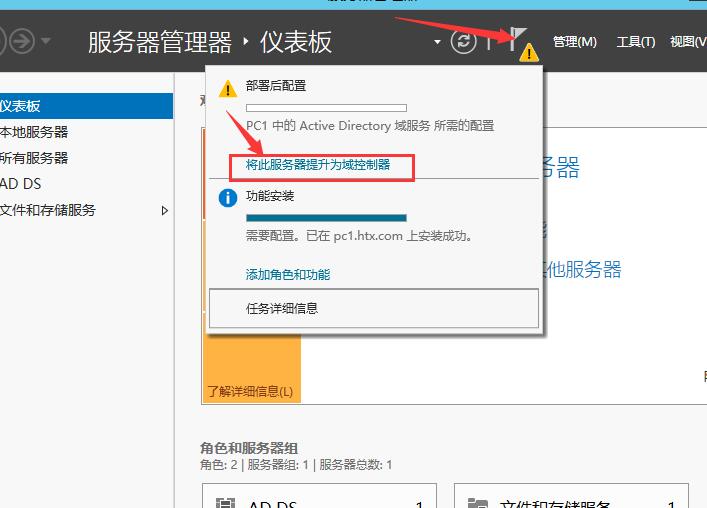 服务器管理器 · 仪表板
管理(M) 工具(T) 视图(V
仪表板
本地服务器
所有服务器
AD DS
文件和存储服务
部署后配置
PC1 中的 Active Directory 域服务 所需的配置
将此服务器提升为域控制器
功能安装
需要配置。已在 pc1.htx.com 上安装成功。
添加角色和功能
任务详细信息
务器
能
其他服务器
了解详细信息(L)
角色和服务器组
角色: 2 | 服务器组: 1 | 服务器总数: 1
AD DS 1
文件和存储服务 1